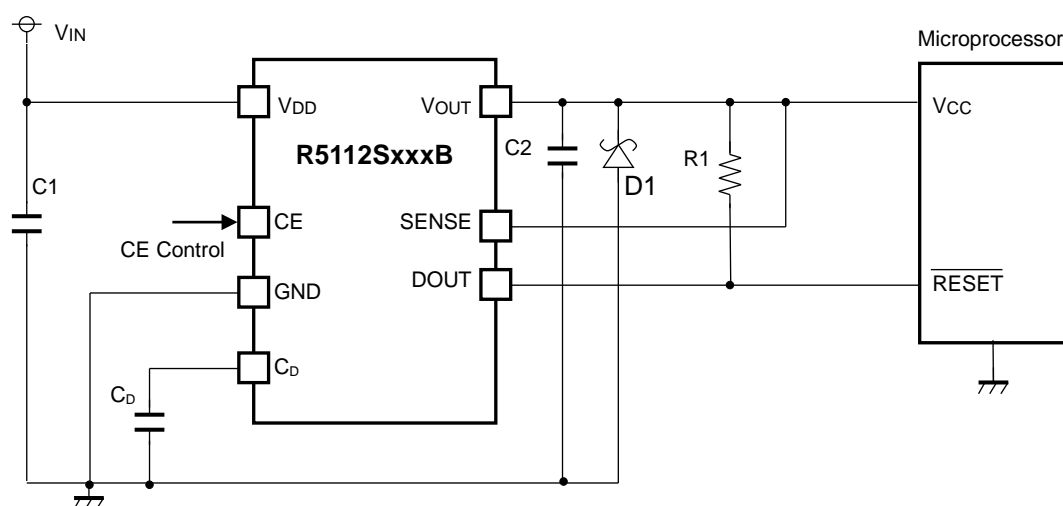 VIN
Microprocessor
VDD
VOUT
VCC
R5112SxxxB
C2
R1
D1
C1
CE
SENSE
CE Control
GND
DOUT
RESET
CD
CD